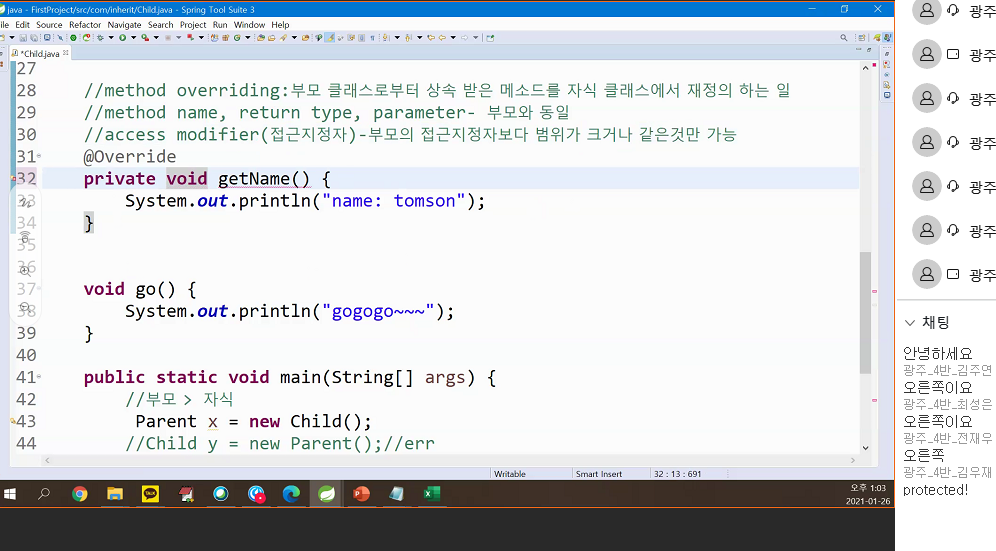 java - FirstProject/src/com/inherit/Child.java - Spring Tool Suite 3
ile Edit Source Refactor Navigate Search Project Run Window Help
*Child.java
27
28 //method overriding:부모 클래스로부터 상속 받은 메소드를 자식 클래스에서 재정의 하는 일
29 //method name, return type, parameter- 부모와 동일
30 //access modifier(접근지정자)-부모의 접근지정자보다 범위가 크거나 같은것만 가능
31 @Override
32 private void getName() {
33 System.out.println("name: tomson");
34 }
35
36
37 void go() {
38 System.out.println("gogogo~~~");
39 }
40
41 public static void main(String[] args) {
42 //부모 > 자식
43 Parent x = new Child();
44 //Child y = new Parent();//err
Writable Smart Insert 32 : 13 : 691
오후 1:03
2021-01-26
광주
광주
광주
광주
광주
광주
광주
채팅
안녕하세요
광주_4반_김주연
오른쪽이요
광주_4반_최성은
오른쪽이요
광주_4반_전재우
오른쪽
광주_4반_김우재
protected!